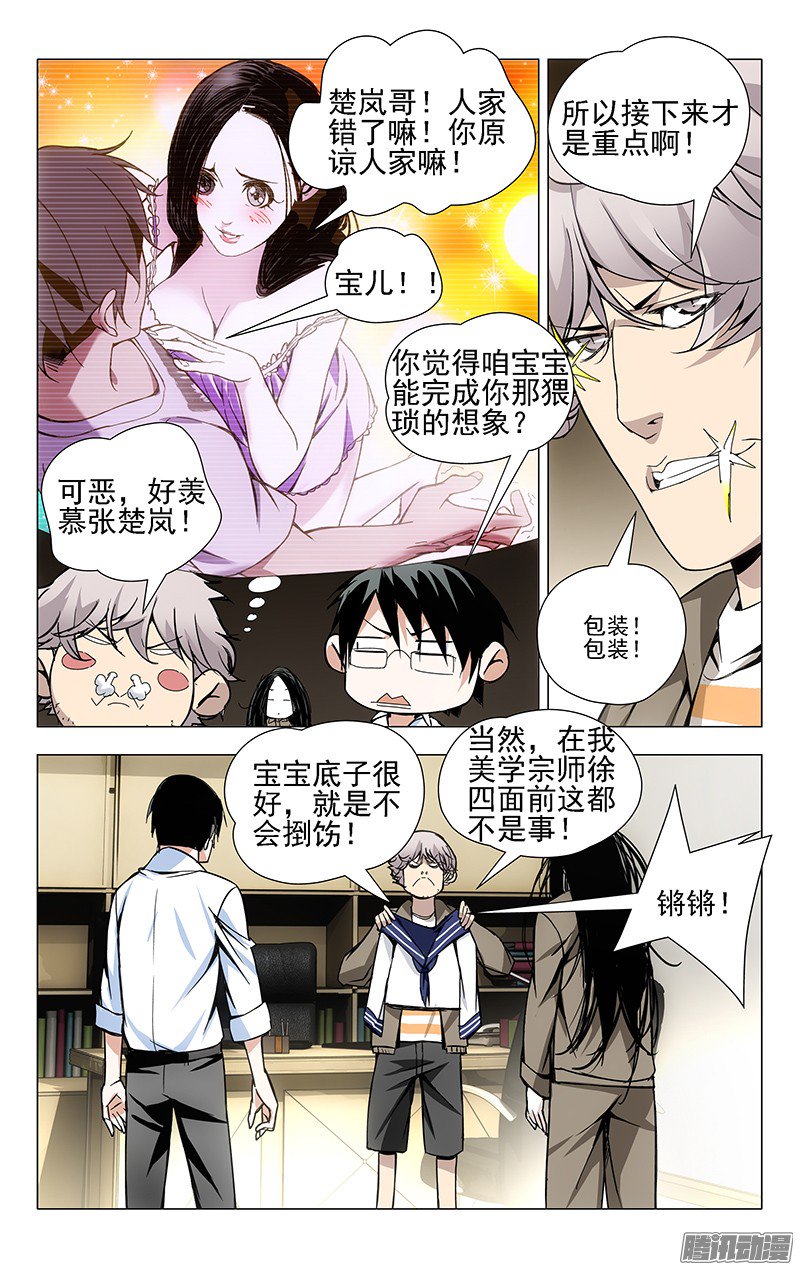 楚岚哥！人家
错了嘛！你原
谅人家嘛！
宝儿！！
你觉得咱宝宝
能完成你那猥
琐的想象？
可恶，好羡
慕张楚岚！
所以接下来才
是重点啊！
包装！
包装！
宝宝底子很
好，就是不
会捯饬！
当然，在我
美学宗师徐
四面前这都
不是事！
锵锵！
腾讯动漫